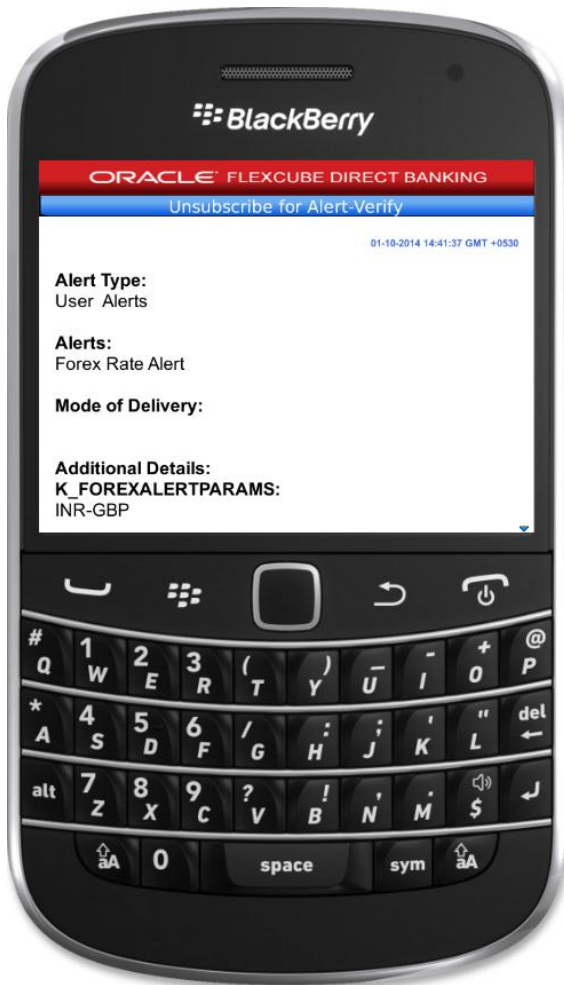 BlackBerry
ORACLE FLEXCUBE DIRECT BANKING
Unsubscribe for Alert-Verify
01-10-2014 14:41:37 GMT +0530
Alert Type:
User Alerts
Alerts:
Forex Rate Alert
Mode of Delivery:
Additional Details:
K_FOREXALERTPARAMS:
INR-GBP
# 1 2 3 ( ) _ - + @
Q W E R T Y U I O P
* 4 5 6 / : ; ' " del
A S D F G H J K L
alt 7 8 9 ? ! , .
Z X C V B N M $
aA 0 space sym aA